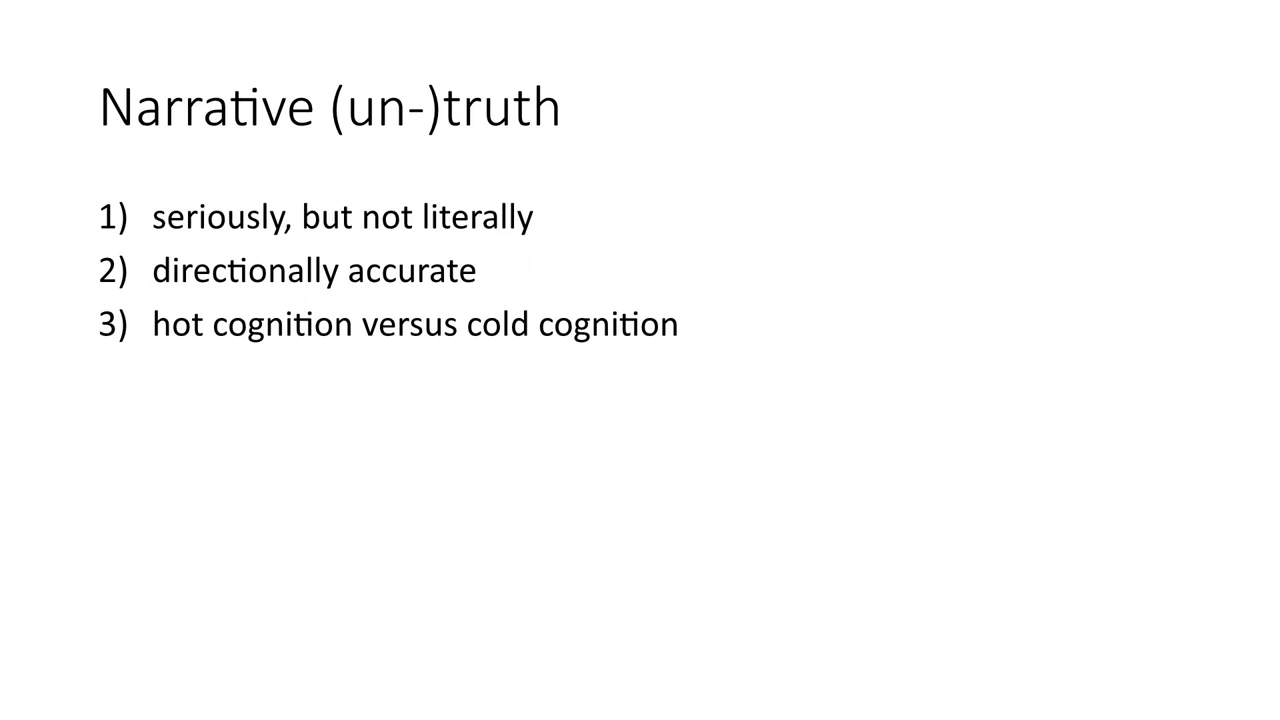 Narrative (un-)truth
1) seriously, but not literally
2) directionally accurate
3) hot cognition versus cold cognition